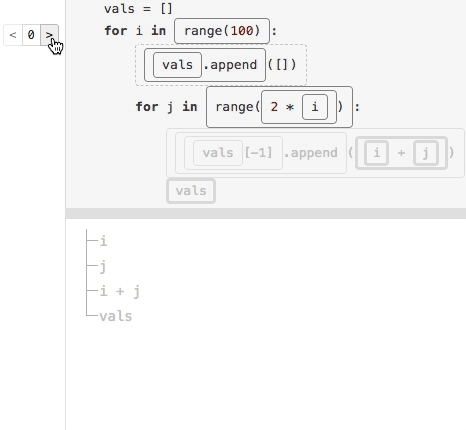 vals = []
< 0 >
for i in range(100) :
vals.append([])
for j in range(2 * i) :
vals[-1].append(i + j)
vals
i
j
i + j
vals